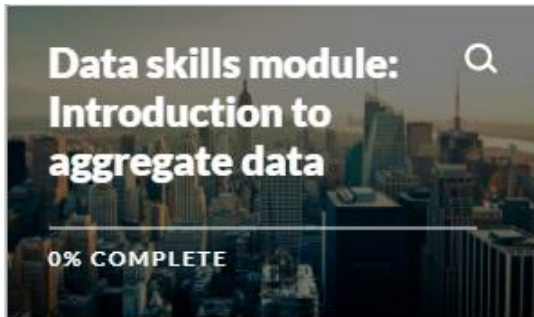 Data skills module:
Introduction to
aggregate data
0% COMPLETE